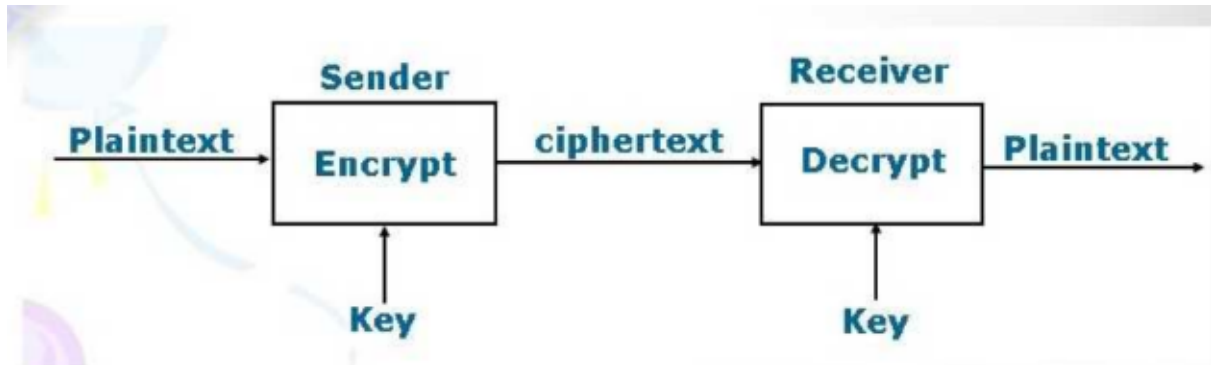 Sender
Receiver
Plaintext
Encrypt
ciphertext
Decrypt
Plaintext
Key
Key